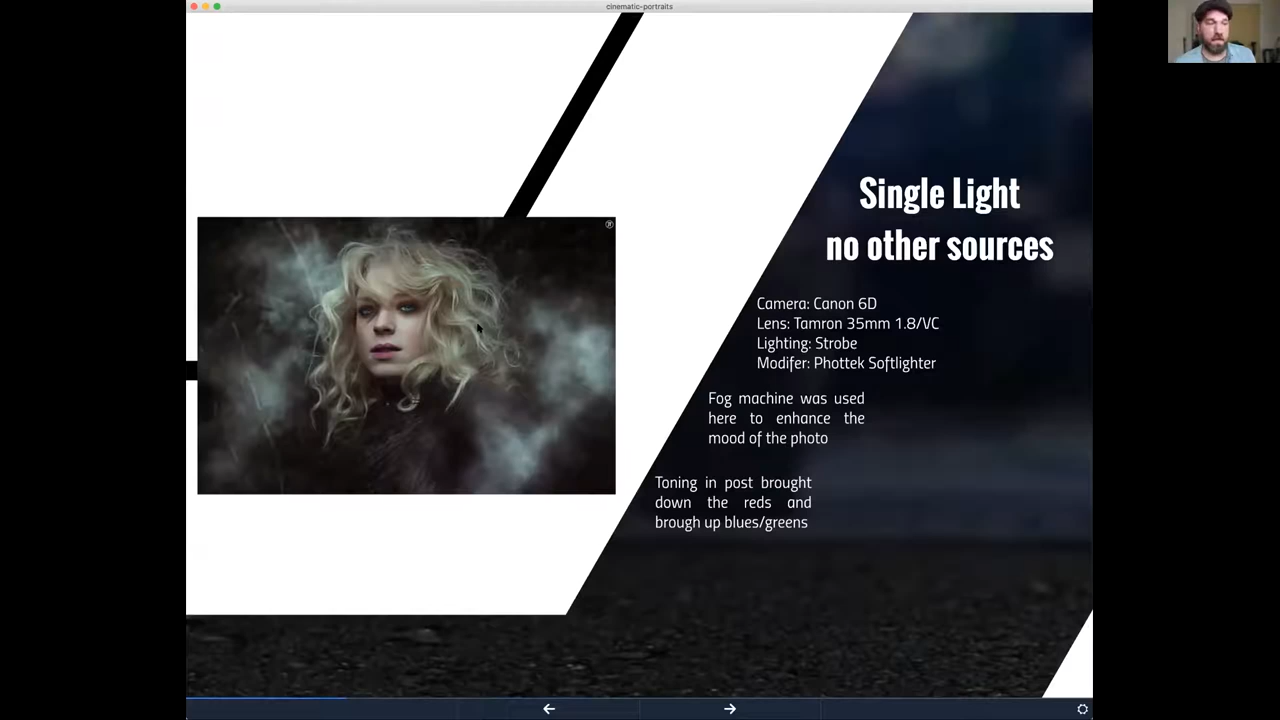 cinematic-portraits
Single Light
no other sources
Camera: Canon 6D
Lens: Tamron 35mm 1.8/VC
Lighting: Strobe
Modifer: Phottek Softlighter
Fog machine was used
here to enhance the
mood of the photo
Toning in post brought
down the reds and
brough up blues/greens